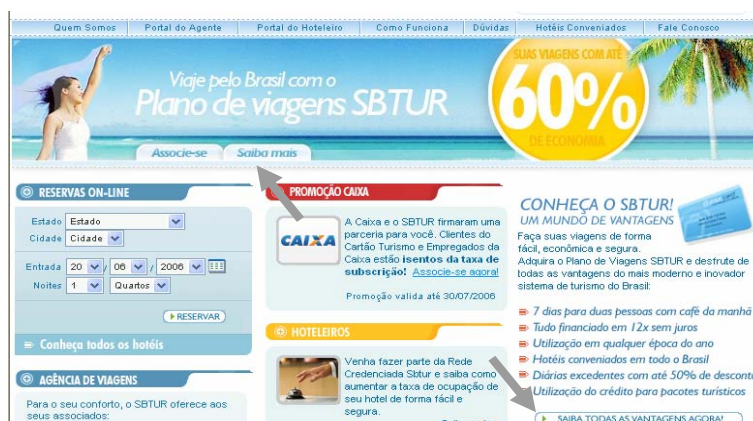 Quem Somos Portal do Agente Portal do Hoteleiro Como Funciona Dúvidas Hotéis Conveniados Fale Conosco
Viaje pelo Brasil com o
Plano de viagens SBTUR
Associe-se Saiba mais
SUAS VIAGENS COM ATÉ
60%
DE ECONOMIA
RESERVAS ON-LINE
Estado Estado
Cidade Cidade
Entrada 20 / 06 / 2006
Noites 1 Quartos
RESERVAR
Conheça todos os hotéis
AGÊNCIA DE VIAGENS
Para o seu conforto, o SBTUR oferece aos
seus associados:
PROMOÇÃO CAIXA
CAIXA
A Caixa e o SBTUR firmaram uma
parceria para você. Clientes do
Cartão Turismo e Empregados da
Caixa estão isentos da taxa de
subscrição! Associe-se agora!
Promoção valida até 30/07/2006
HOTELEIROS
Venha fazer parte da Rede
Credenciada Sbtur e saiba como
aumentar a taxa de ocupação de
seu hotel de forma fácil e
segura.
CONHEÇA O SBTUR!
UM MUNDO DE VANTAGENS
Faça suas viagens de forma
fácil, econômica e segura.
Adquira o Plano de Viagens SBTUR e desfrute de
todas as vantagens do mais moderno e inovador
sistema de turismo do Brasil:
7 dias para duas pessoas com café da manhã
Tudo financiado em 12x sem juros
Utilização em qualquer época do ano
Hotéis conveniados em todo o Brasil
Diárias excedentes com até 50% de desconto
Utilização do crédito para pacotes turísticos
SAIBA TODAS AS VANTAGENS AGORA!